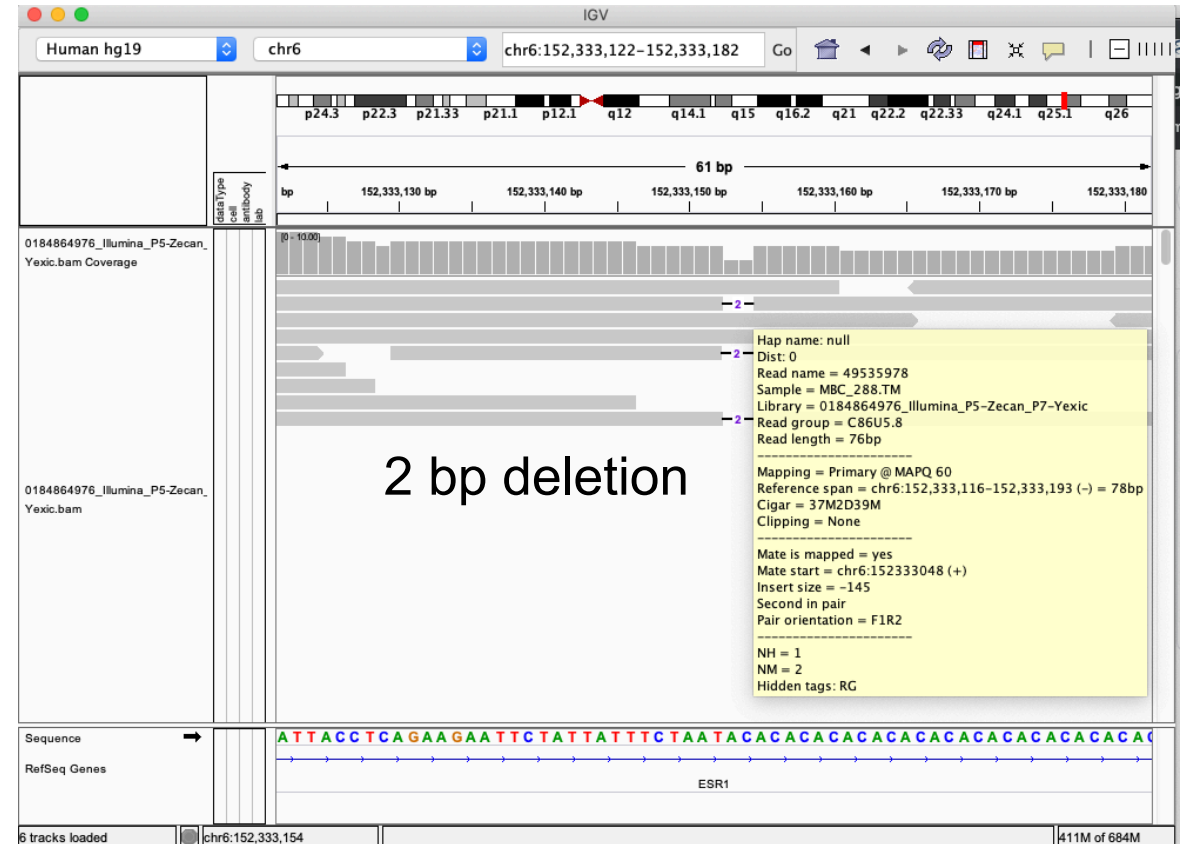 IGV
Human hg19
chr6
chr6:152,333,122-152,333,182
Go
p24.3 p22.3 p21.33 p21.1 p12.1 q12 q14.1 q15 q16.2 q21 q22.2 q22.33 q24.1 q25.1 q26
61 bp
dataType
cell
antibody
lab
bp 152,333,130 bp 152,333,140 bp 152,333,150 bp 152,333,160 bp 152,333,170 bp 152,333,180
0184864976_Illumina_P5-Zecan_
Yexic.bam Coverage
[0 - 10.00]
2
2
2
Hap name: null
Dist: 0
Read name = 49535978
Sample = MBC_288.TM
Library = 0184864976_Illumina_P5-Zecan_P7-Yexic
Read group = C86U5.8
Read length = 76bp
----------------------
Mapping = Primary @ MAPQ 60
Reference span = chr6:152,333,116-152,333,193 (-) = 78bp
Cigar = 37M2D39M
Clipping = None
----------------------
Mate is mapped = yes
Mate start = chr6:152333048 (+)
Insert size = -145
Second in pair
Pair orientation = F1R2
----------------------
NH = 1
NM = 2
Hidden tags: RG
2 bp deletion
0184864976_Illumina_P5-Zecan_
Yexic.bam
Sequence
ATTACCTCAGAAGAATTCTATTATTTCTAATACACACACACACACACACACACACACACAC
RefSeq Genes
ESR1
6 tracks loaded
chr6:152,333,154
411M of 684M